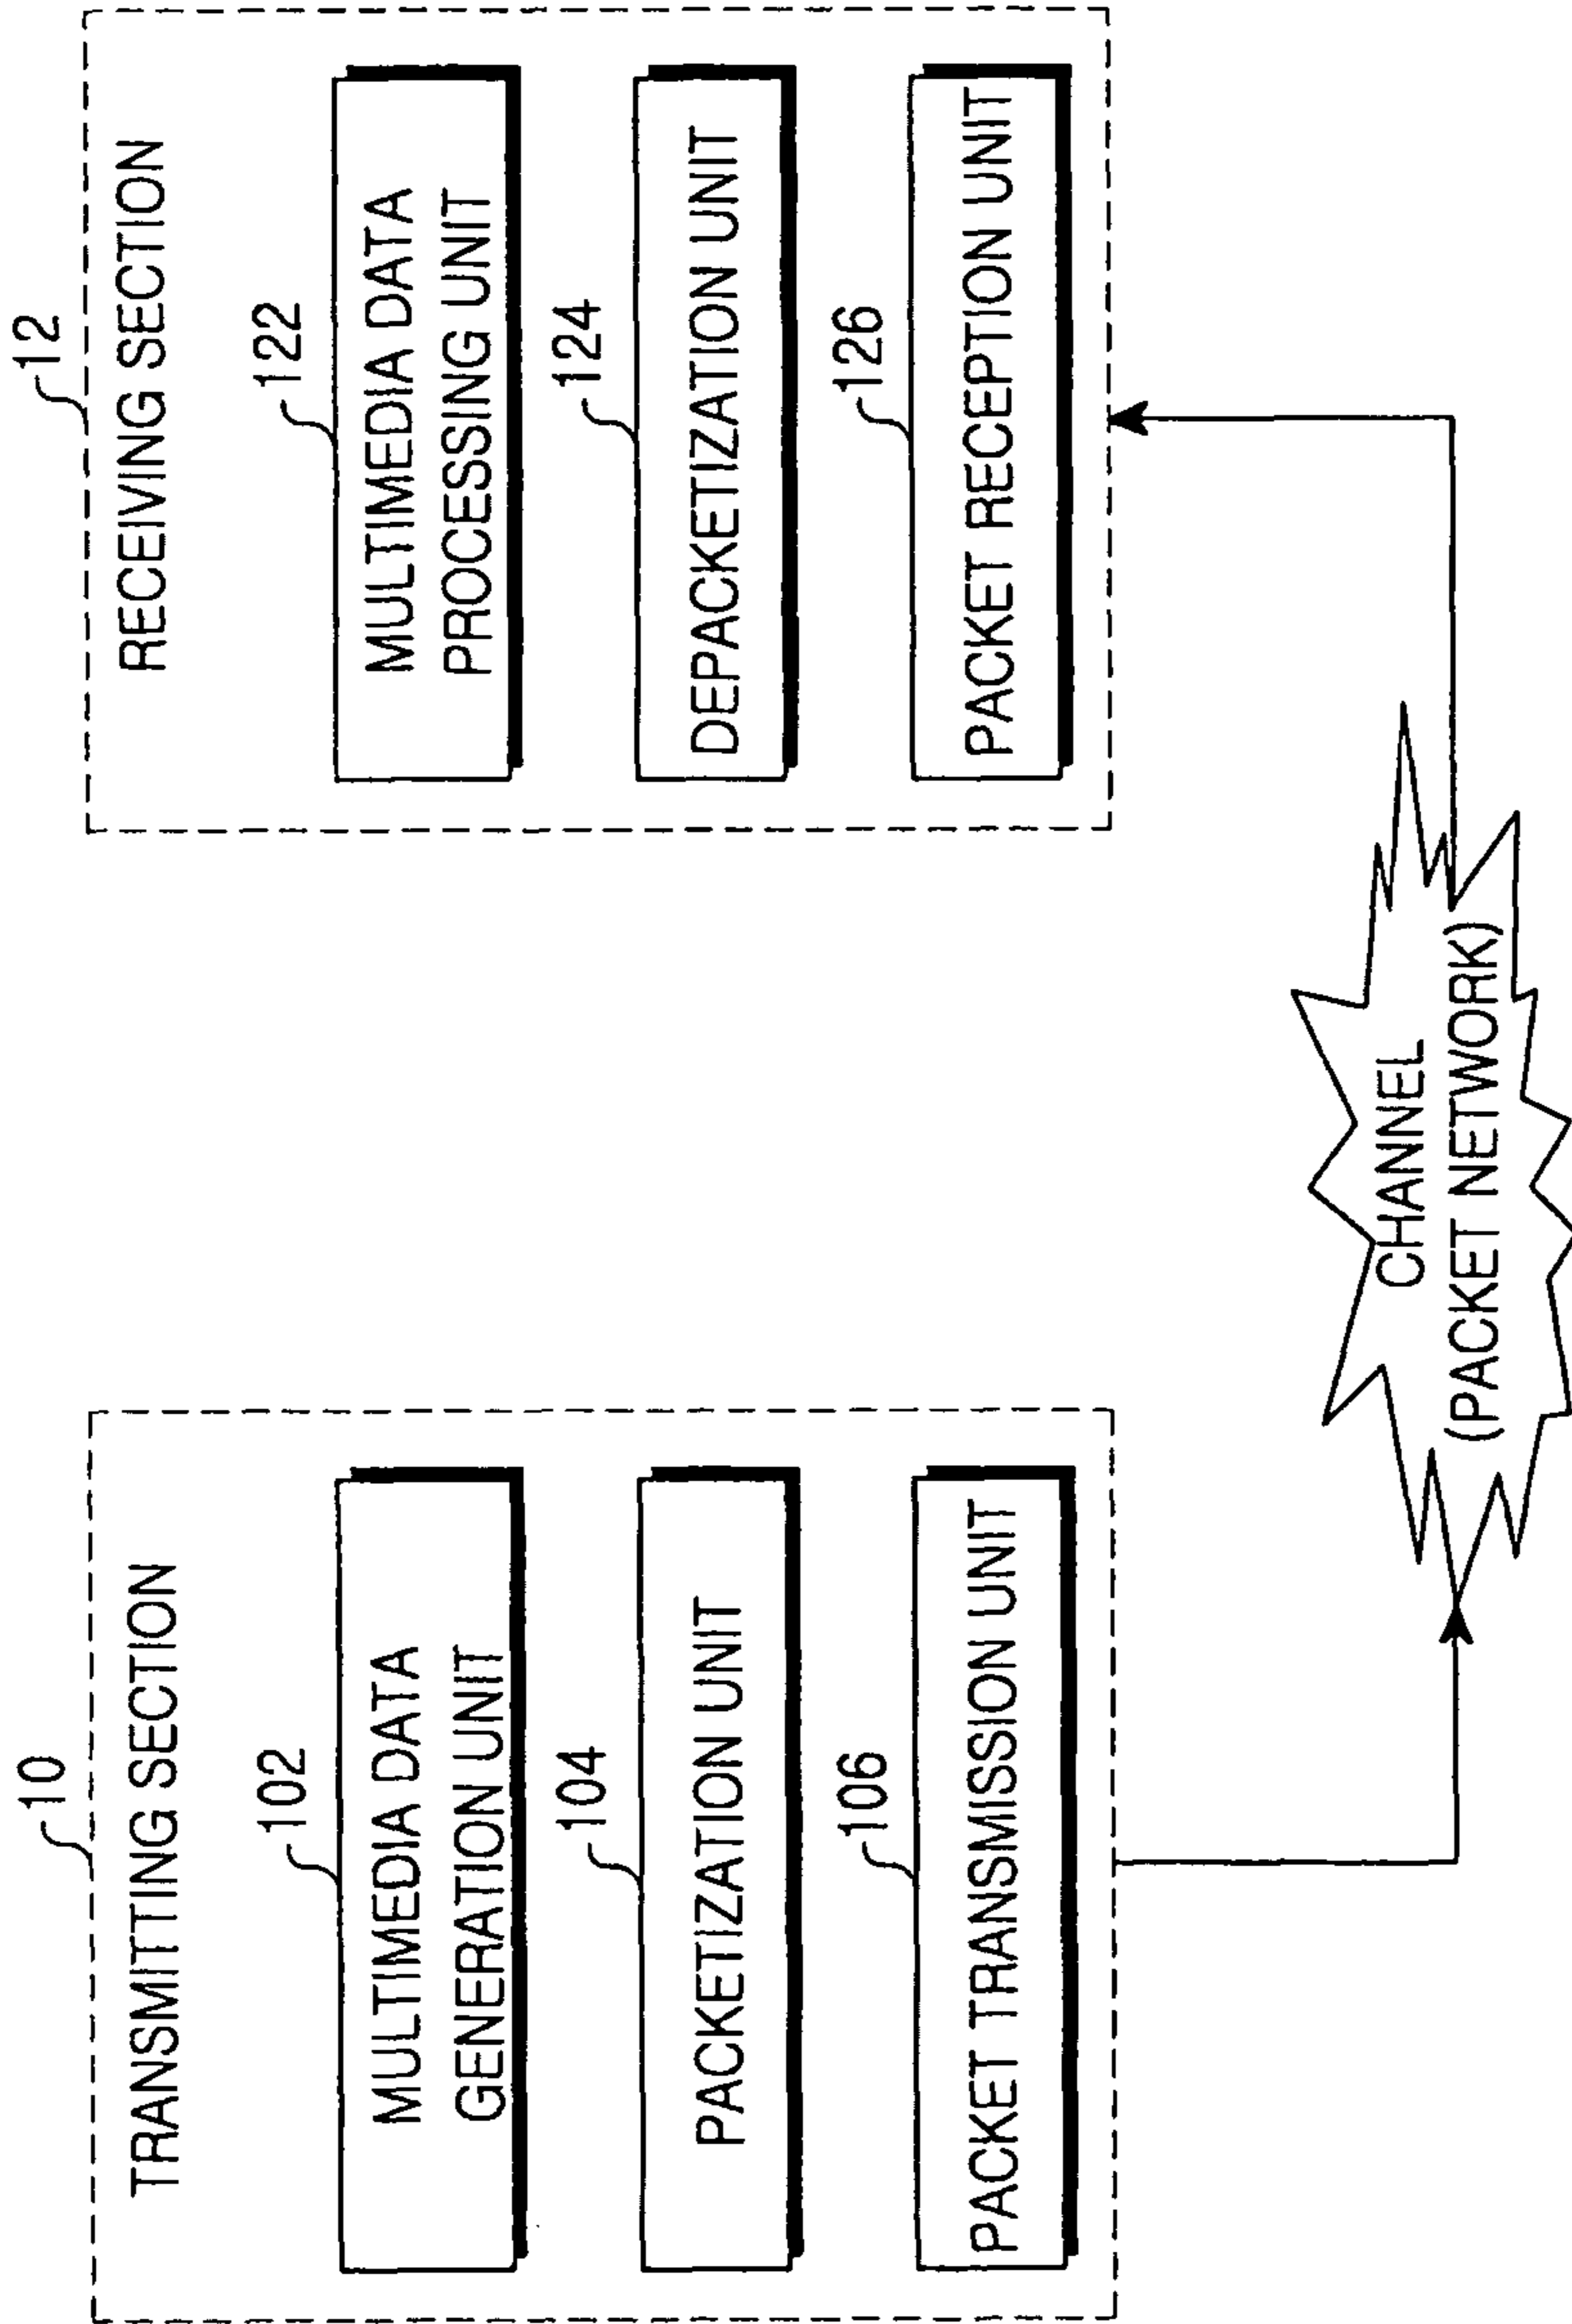 10
TRANSMITTING SECTION
102
MULTIMEDIA DATA
GENERATION UNIT
104
PACKETIZATION UNIT
106
PACKET TRANSMISSION UNIT
CHANNEL
(PACKET NETWORK)
12
RECEIVING SECTION
122
MULTIMEDIA DATA
PROCESSING UNIT
124
DEPACKETIZATION UNIT
126
PACKET RECEPTION UNIT